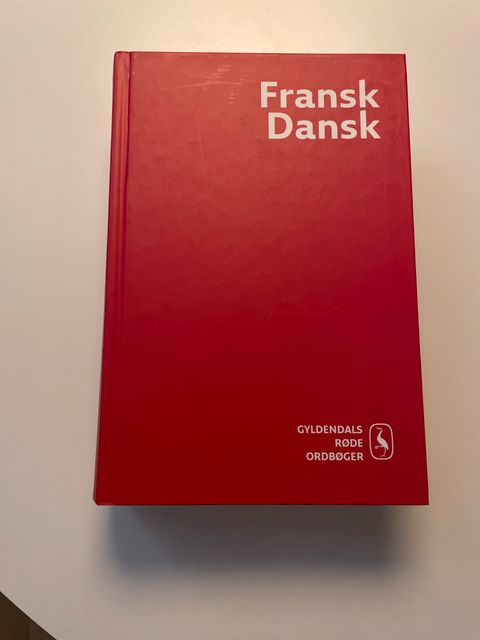 Fransk
Dansk
GYLDENDALS
RØDE
ORDBØGER